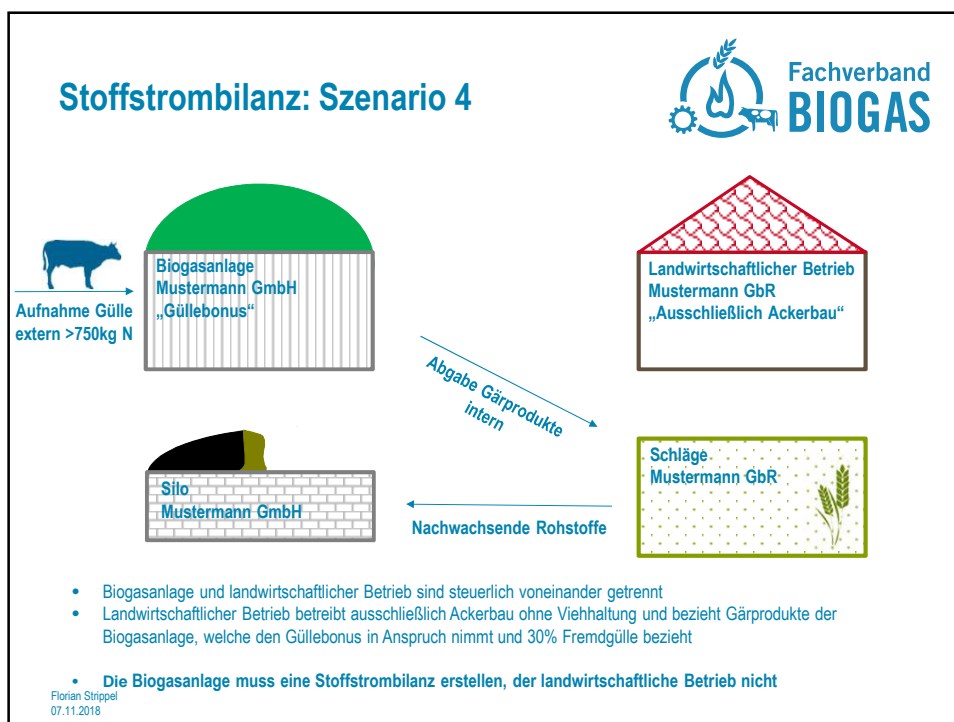 Stoffstrombilanz: Szenario 4
Fachverband
BIOGAS
Biogasanlage
Mustermann GmbH
„Güllebonus“
Aufnahme Gülle
extern >750kg N
Landwirtschaftlicher Betrieb
Mustermann GbR
„Ausschließlich Ackerbau“
Abgabe Gärprodukte
intern
Silo
Mustermann GmbH
Schläge
Mustermann GbR
Nachwachsende Rohstoffe
• Biogasanlage und landwirtschaftlicher Betrieb sind steuerlich voneinander getrennt
• Landwirtschaftlicher Betrieb betreibt ausschließlich Ackerbau ohne Viehhaltung und bezieht Gärprodukte der
Biogasanlage, welche den Güllebonus in Anspruch nimmt und 30% Fremdgülle bezieht
• Die Biogasanlage muss eine Stoffstrombilanz erstellen, der landwirtschaftliche Betrieb nicht
Florian Strippel
07.11.2018